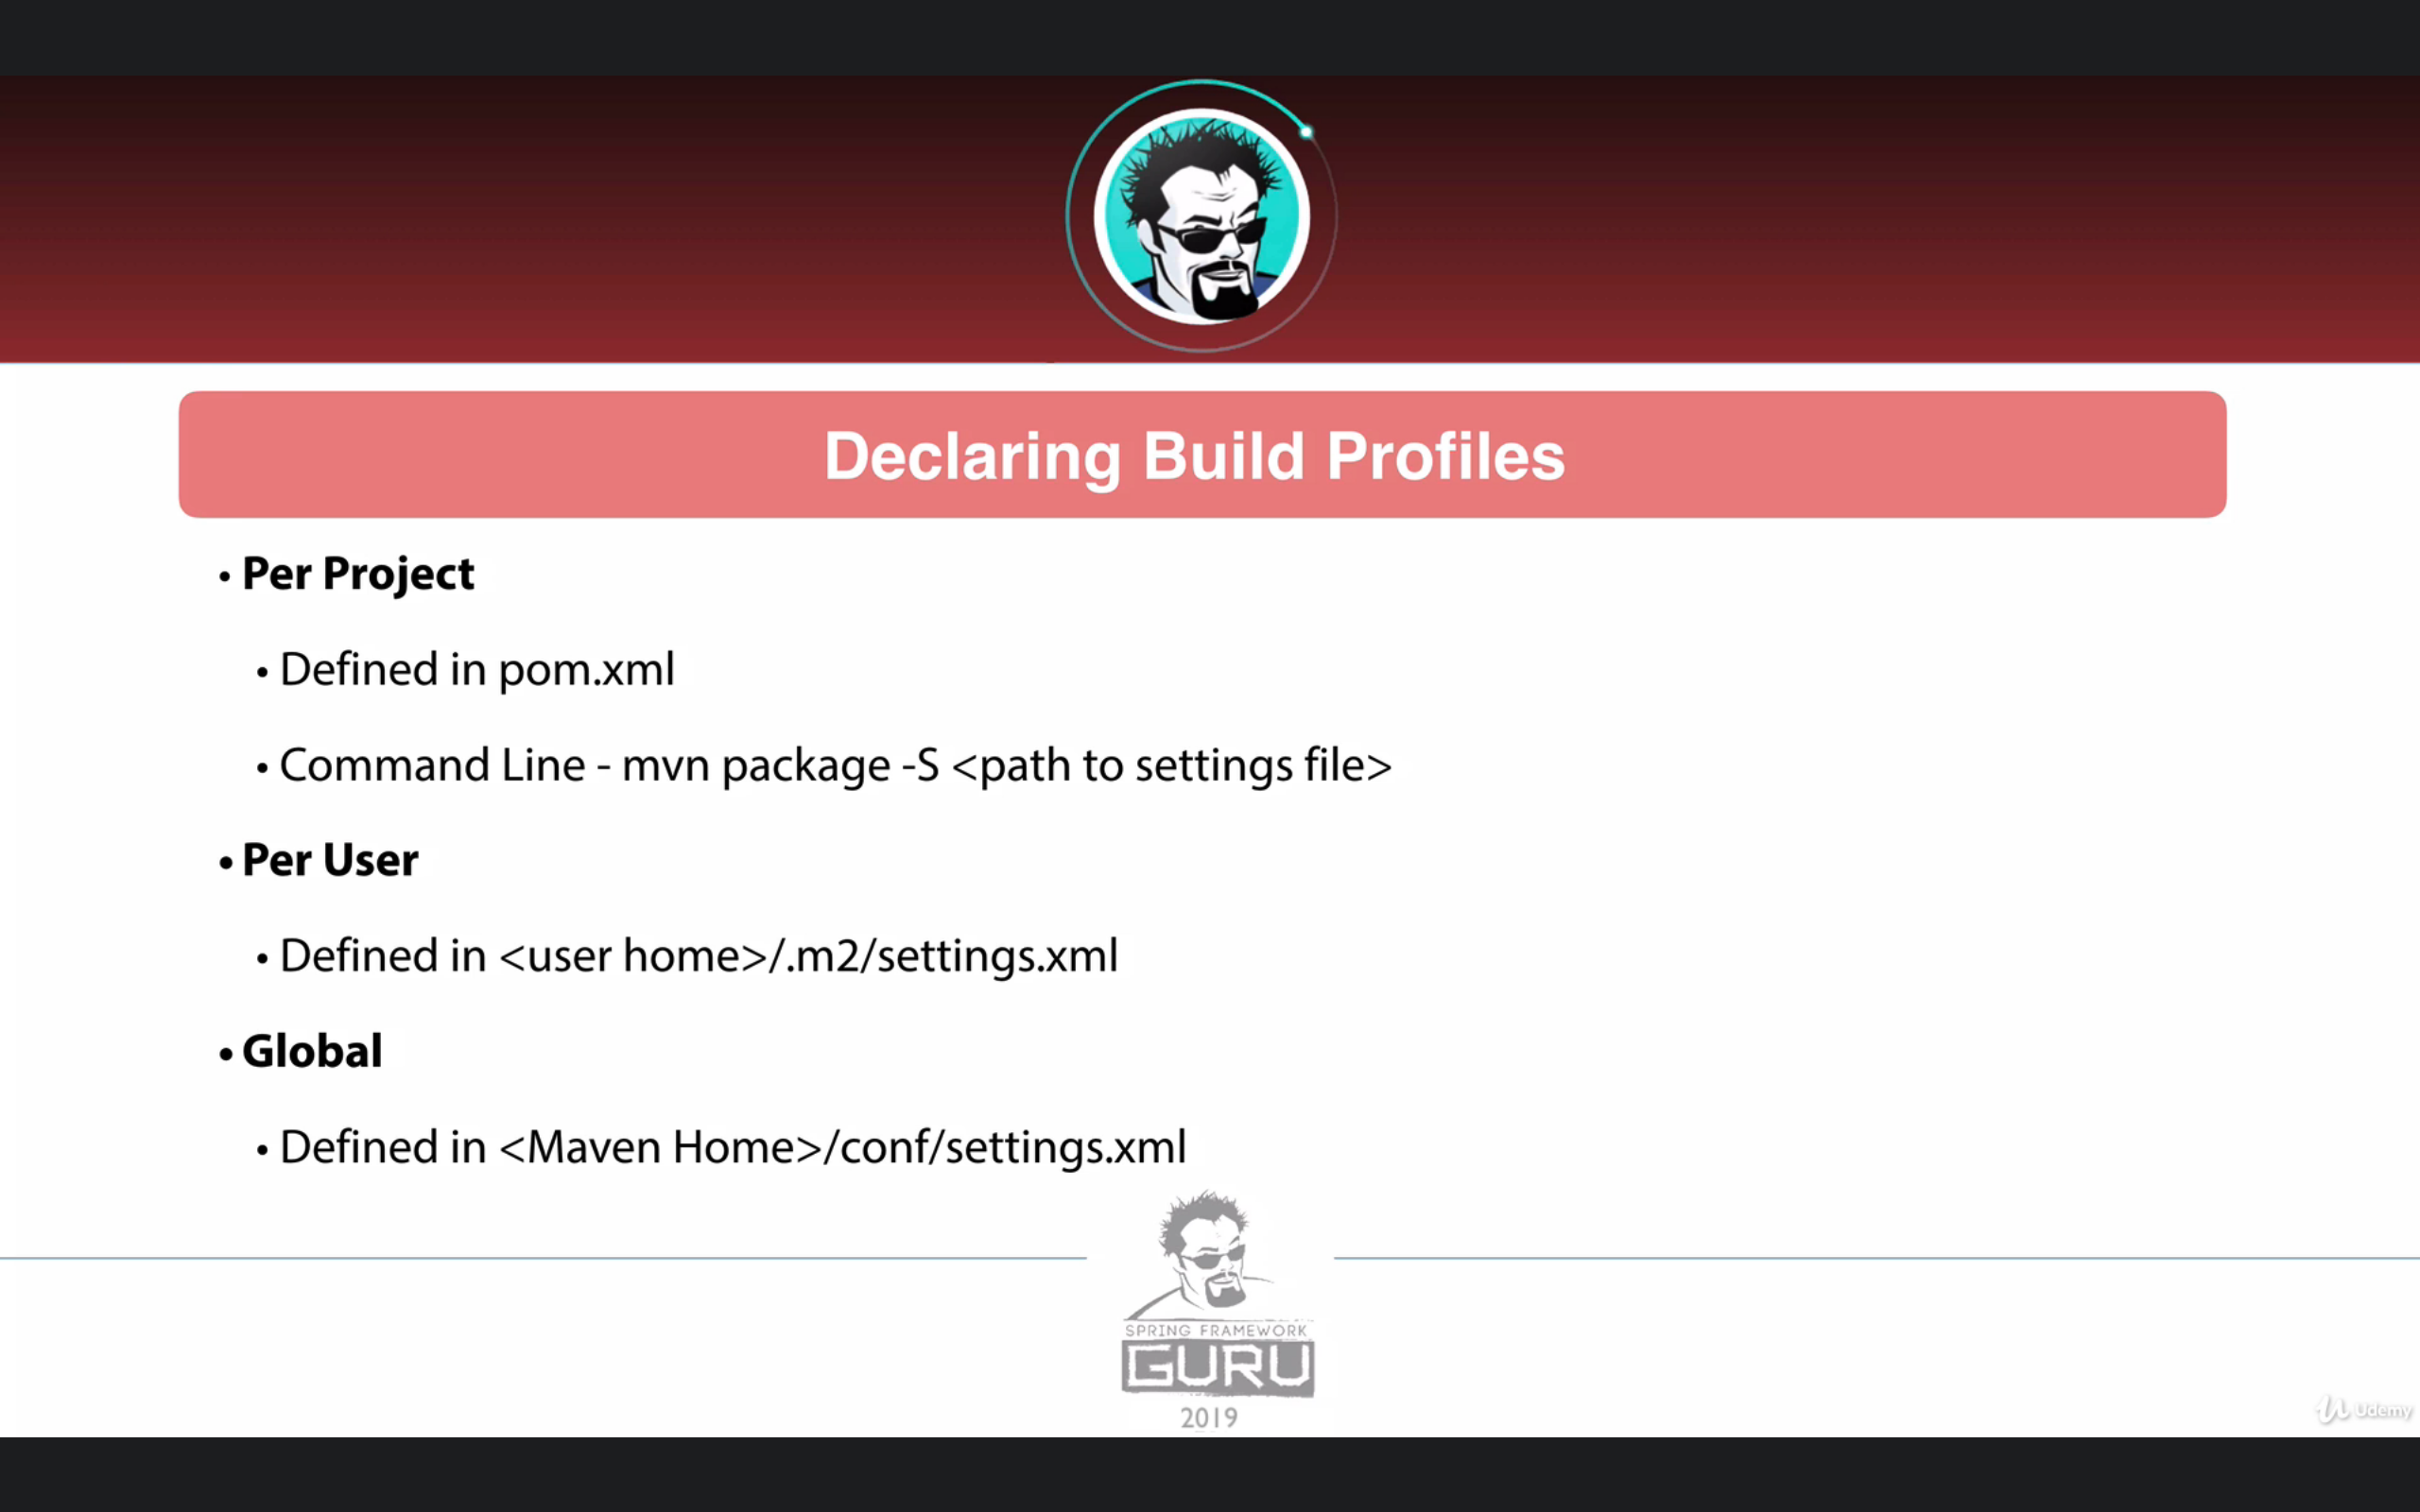 Declaring Build Profiles
• Per Project
• Defined in pom.xml
• Command Line - mvn package -S <path to settings file>
• Per User
• Defined in <user home>/.m2/settings.xml
• Global
• Defined in <Maven Home>/conf/settings.xml
SPRING FRAMEWORK
GURU
2019
Udemy